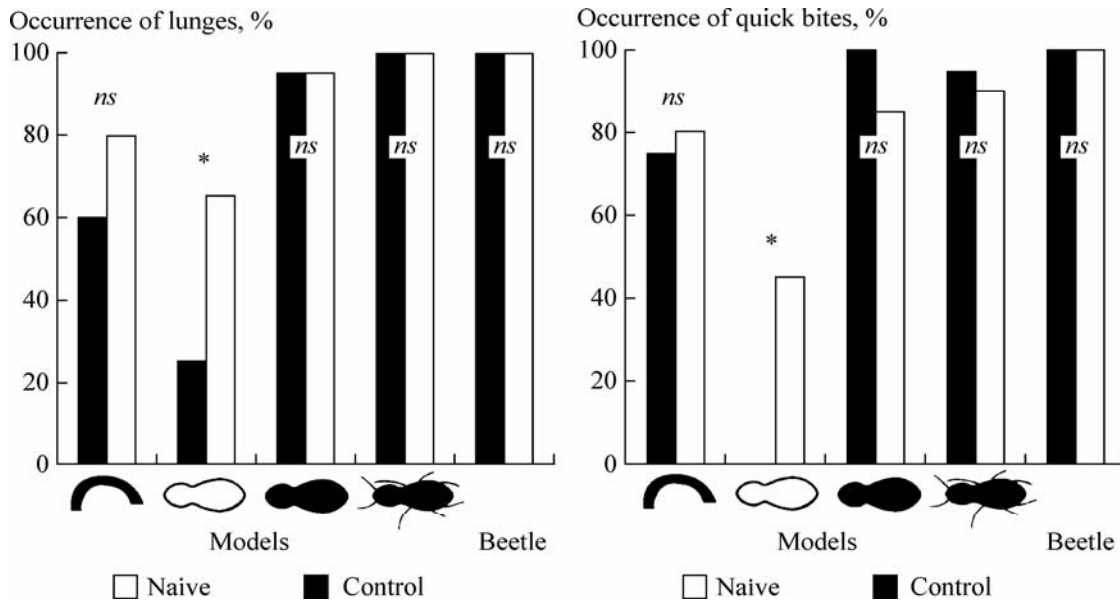 Occurrence of lunges, %
100
80
60
40
20
0
ns
*
ns
ns
ns
Models
Beetle
Naive
Control
Occurrence of quick bites, %
100
80
60
40
20
0
ns
*
ns
ns
ns
Models
Beetle
Naive
Control